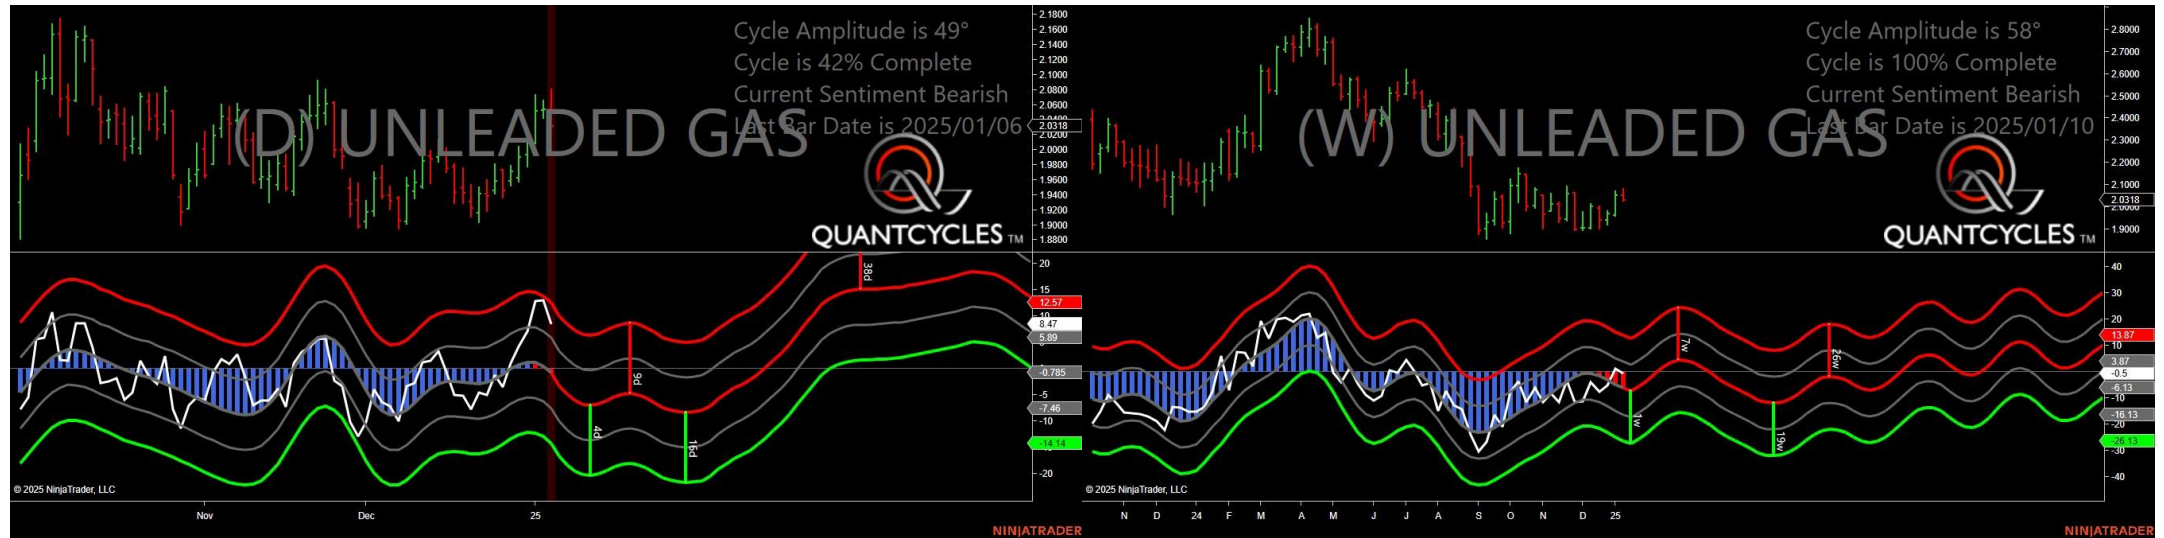 Cycle Amplitude is 49°
Cycle is 42% Complete
Current Sentiment Bearish
Last Bar Date is 2025/01/06
(D) UNLEADED GAS
QUANTCYCLES TM
2.1800
2.1600
2.1400
2.1200
2.1000
2.0800
2.0600
2.0400
2.0318
2.0200
2.0000
1.9800
1.9600
1.9400
1.9200
1.9000
1.8800
20
15
12.57
10
8.47
5.89
-0.785
-5
-7.46
-10
-14.14
-20
4d
9d
16d
38d
© 2025 NinjaTrader, LLC
Nov
Dec
25
NINJATRADER
Cycle Amplitude is 58°
Cycle is 100% Complete
Current Sentiment Bearish
Last Bar Date is 2025/01/10
(W) UNLEADED GAS
QUANTCYCLES TM
2.8000
2.7000
2.6000
2.5000
2.4000
2.3000
2.2000
2.1000
2.0318
2.0000
1.9000
40
30
20
13.87
10
3.87
-0.5
-6.13
-10
-16.13
-20
-26.13
-30
-40
1w
7w
19w
26w
© 2025 NinjaTrader, LLC
N D 24 F M A M J J A S O N D 25
NINJATRADER